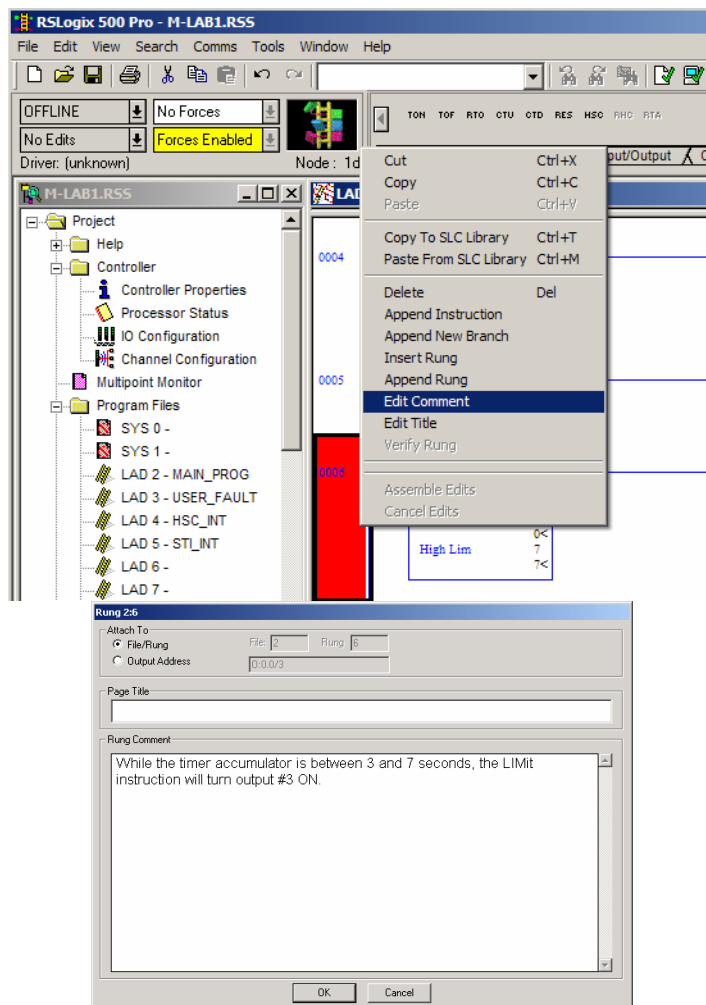 RSLogix 500 Pro - M-LAB1.RSS
File Edit View Search Comms Tools Window Help
OFFLINE No Forces
No Edits Forces Enabled
Driver: (unknown) Node : 1d
TON TOF RTO CTU CTD RES HSC RHC RTA
put/Output
M-LAB1.RSS
LAD
Project
Help
Controller
Controller Properties
Processor Status
IO Configuration
Channel Configuration
Multipoint Monitor
Program Files
SYS 0 -
SYS 1 -
LAD 2 - MAIN_PROG
LAD 3 - USER_FAULT
LAD 4 - HSC_INT
LAD 5 - STI_INT
LAD 6 -
LAD 7 -
0004
0005
0006
Cut Ctrl+X
Copy Ctrl+C
Paste Ctrl+V
Copy To SLC Library Ctrl+T
Paste From SLC Library Ctrl+M
Delete Del
Append Instruction
Append New Branch
Insert Rung
Append Rung
Edit Comment
Edit Title
Verify Rung
Assemble Edits
Cancel Edits
0<
High Lim 7
7<
Rung 2:6
Attach To
File/Rung File: 2 Rung 6
Output Address O:0.0/3
Page Title
Rung Comment
While the timer accumulator is between 3 and 7 seconds, the LIMit
instruction will turn output #3 ON.
OK Cancel